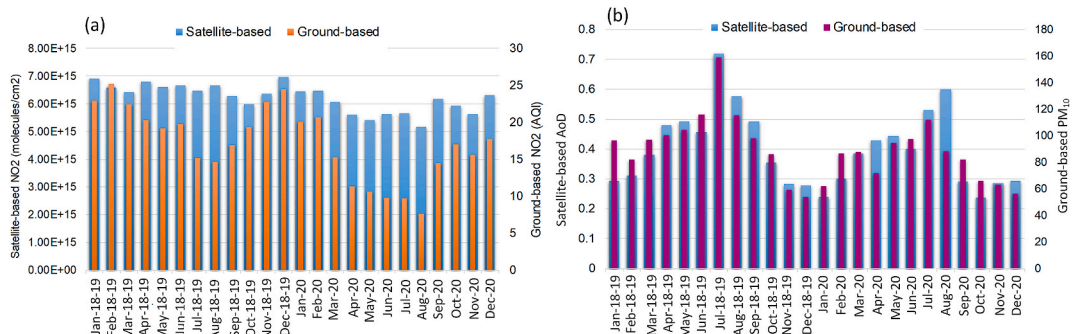 (a)
Satellite-based Ground-based
8.00E+15
7.00E+15
6.00E+15
5.00E+15
4.00E+15
3.00E+15
2.00E+15
1.00E+15
0.00E+00
Satellite-based NO2 (molecules/cm2)
30
25
20
15
10
5
0
Ground-based NO2 (AQI)
Jan-18-19
Feb-18-19
Mar-18-19
Apr-18-19
May-18-19
Jun-18-19
Jul-18-19
Aug-18-19
Sep-18-19
Oct-18-19
Nov-18-19
Dec-18-19
Jan-20
Feb-20
Mar-20
Apr-20
May-20
Jun-20
Jul-20
Aug-20
Sep-20
Oct-20
Nov-20
Dec-20
(b)
Satellite-based Ground-based
0.8
0.7
0.6
0.5
0.4
0.3
0.2
0.1
0
Satellite-based AoD
180
160
140
120
100
80
60
40
20
0
Ground-based PM₁₀
Jan-18-19
Feb-18-19
Mar-18-19
Apr-18-19
May-18-19
Jun-18-19
Jul-18-19
Aug-18-19
Sep-18-19
Oct-18-19
Nov-18-19
Dec-18-19
Jan-20
Feb-20
Mar-20
Apr-20
May-20
Jun-20
Jul-20
Aug-20
Sep-20
Oct-20
Nov-20
Dec-20